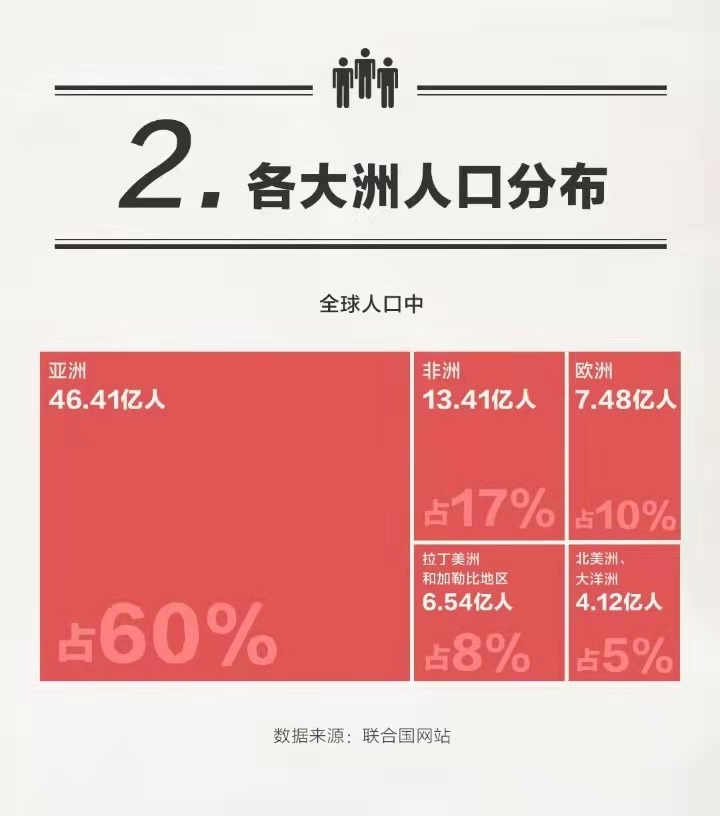 2. 各大洲人口分布
全球人口中
亚洲
46.41亿人
占60%
非洲
13.41亿人
占17%
欧洲
7.48亿人
占10%
拉丁美洲
和加勒比地区
6.54亿人
占8%
北美洲、
大洋洲
4.12亿人
占5%
数据来源：联合国网站